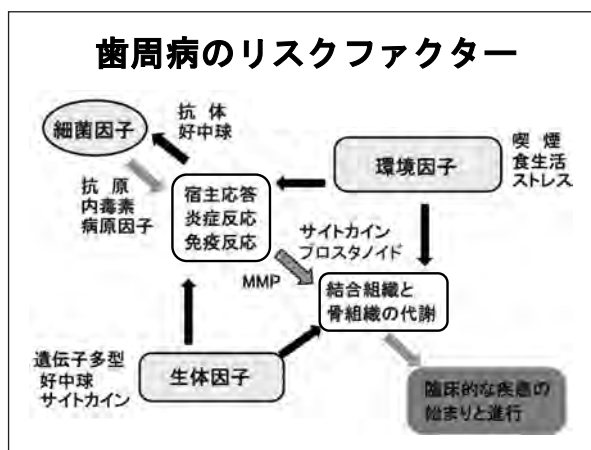 歯周病のリスクファクター
細菌因子
抗 体
好中球
抗 原
内毒素
病原因子
宿主応答
炎症反応
免疫反応
環境因子
喫 煙
食生活
ストレス
サイトカイン
プロスタノイド
MMP
結合組織と
骨組織の代謝
遺伝子多型
好中球
サイトカイン
生体因子
臨床的な疾患の
始まりと進行